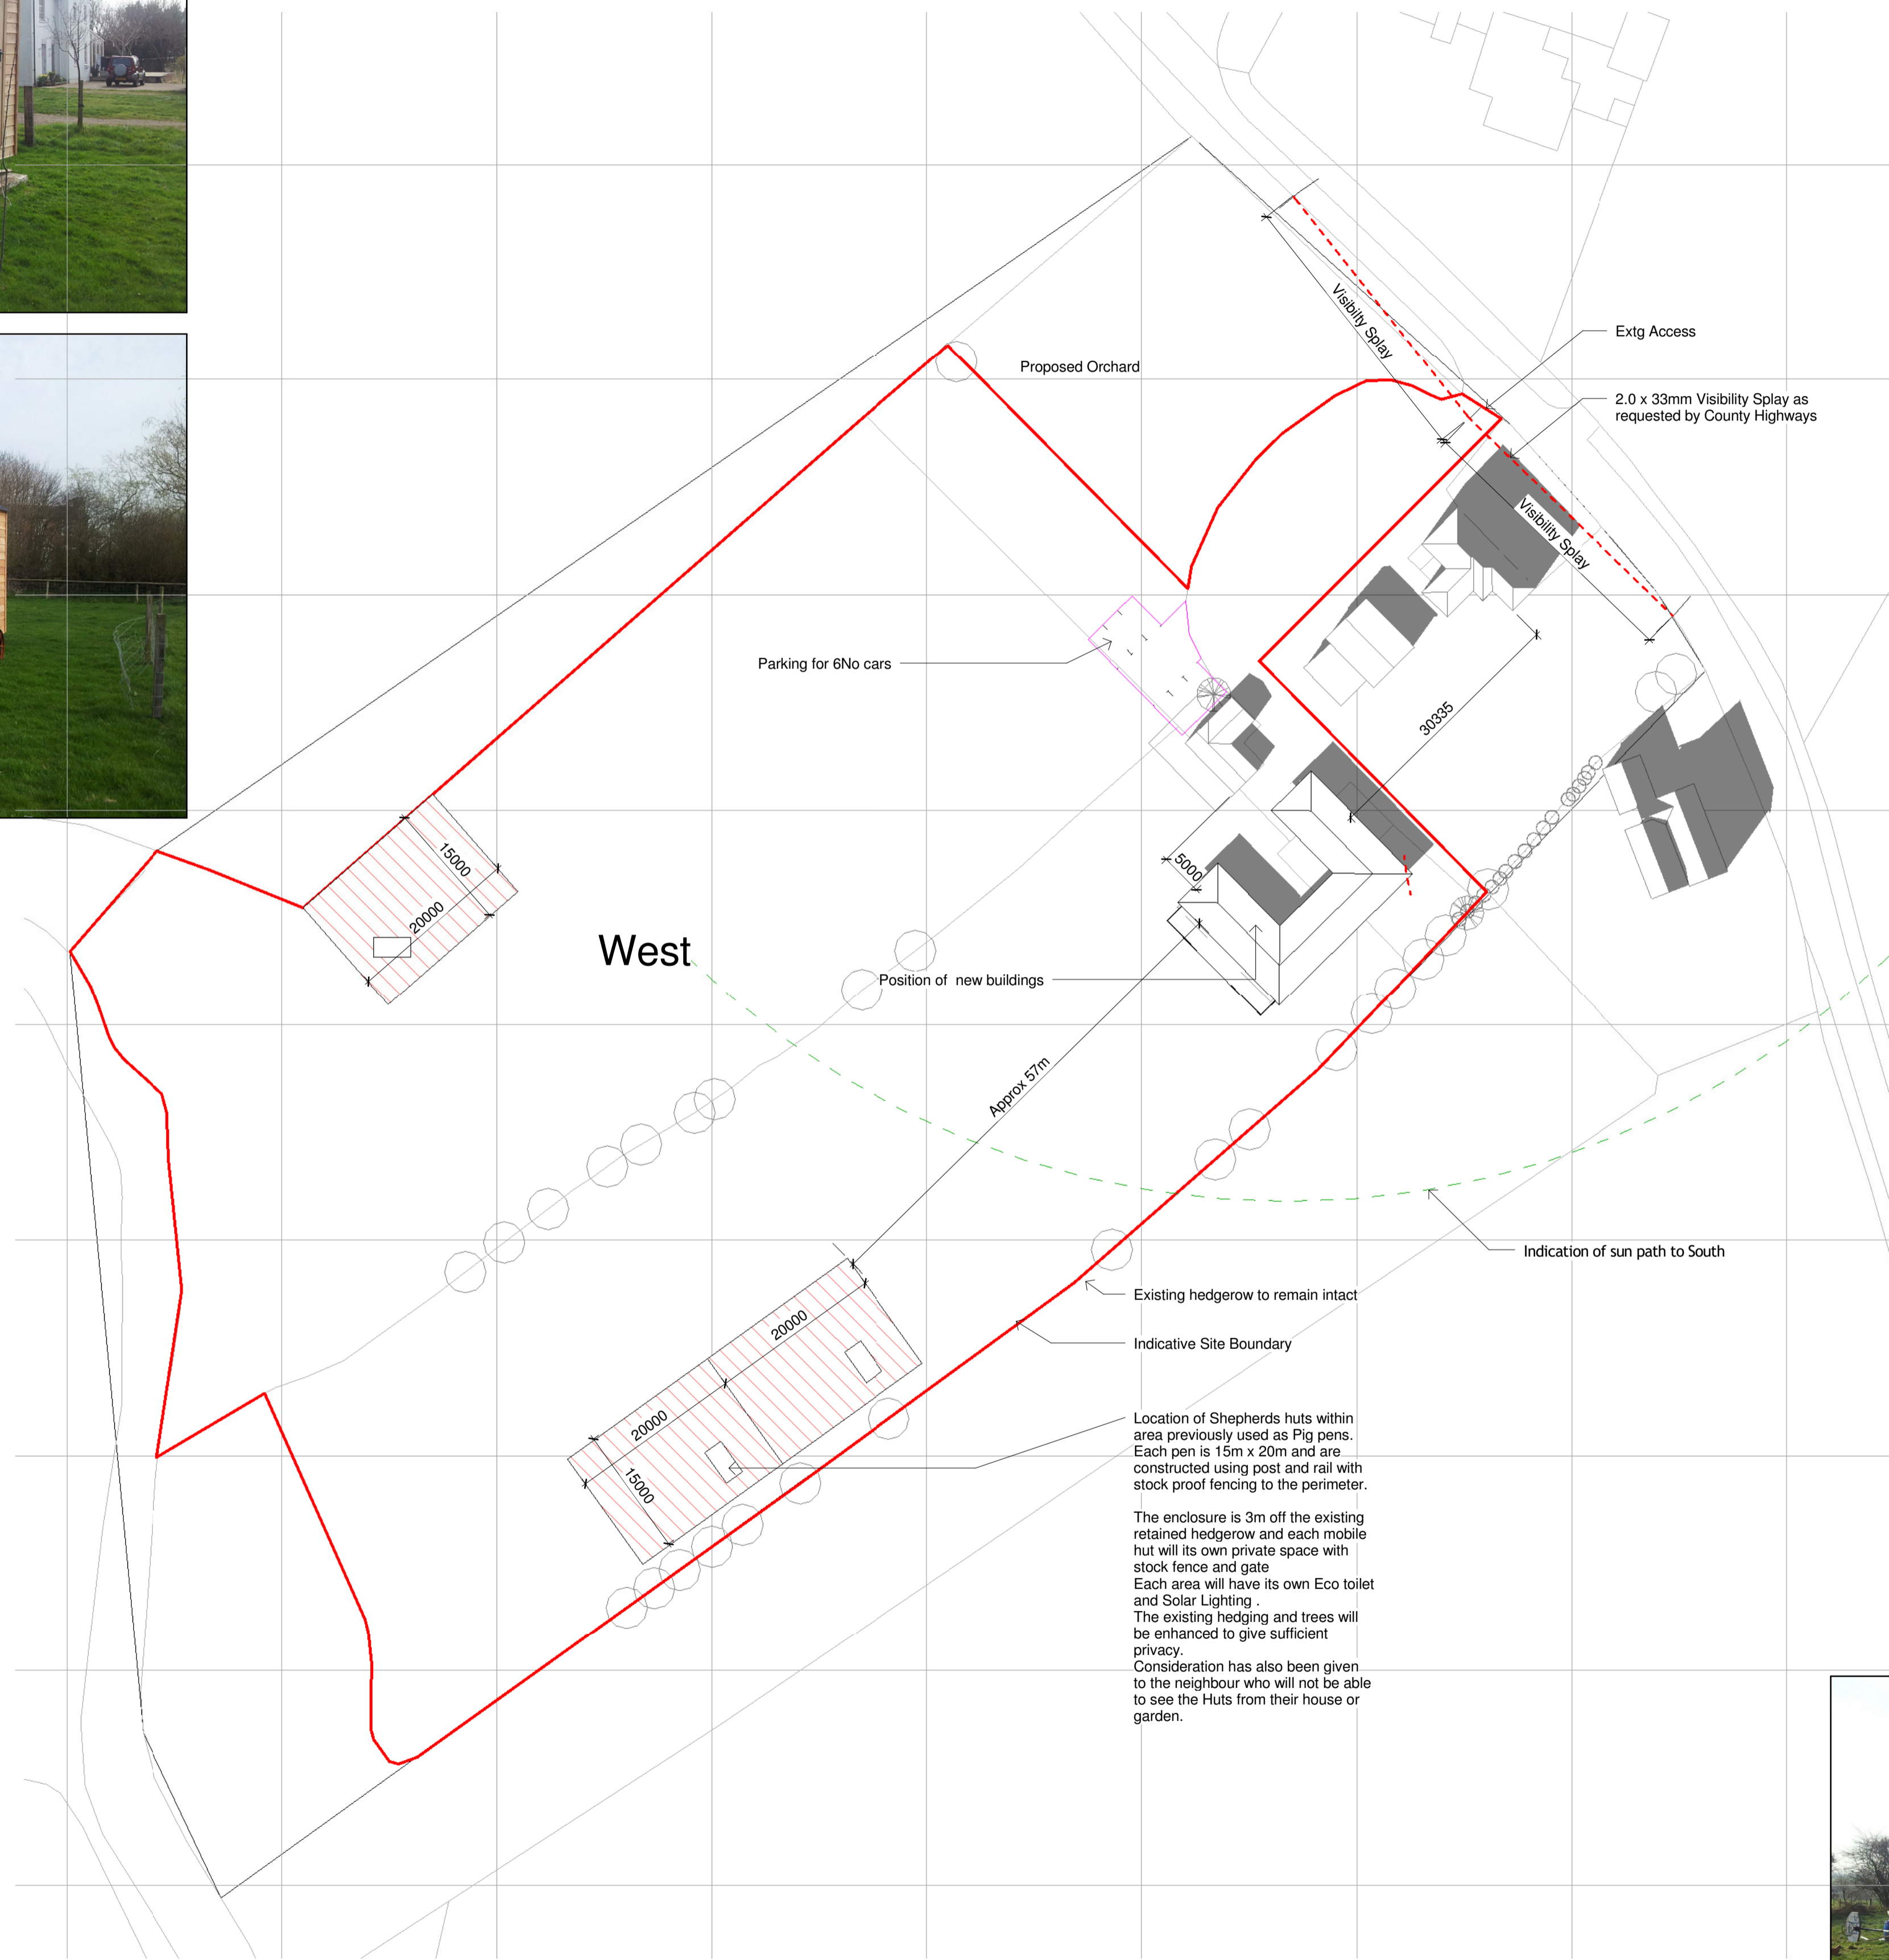 Visibilty Splay
Extg Access
Proposed Orchard
2.0 x 33mm Visibility Splay as
requested by County Highways
Visibility Splay
Parking for 6No cars
30335
15000
5000
20000
West
Position of  new buildings
Approx 57m
Indication of sun path to South
Existing hedgerow to remain intact
20000
Indicative Site Boundary
20000
15000
Location of Shepherds huts within
area previously used as Pig pens.
Each pen is 15m x 20m and are
constructed using post and rail with
stock proof fencing to the perimeter.
The enclosure is 3m off the existing
retained hedgerow and each mobile
hut will its own private space with
stock fence and gate
Each area will have its own Eco toilet
and Solar Lighting .
The existing hedging and trees will
be enhanced to give sufficient
privacy.
Consideration has also been given
to the neighbour who will not be able
to see the Huts from their house or
garden.